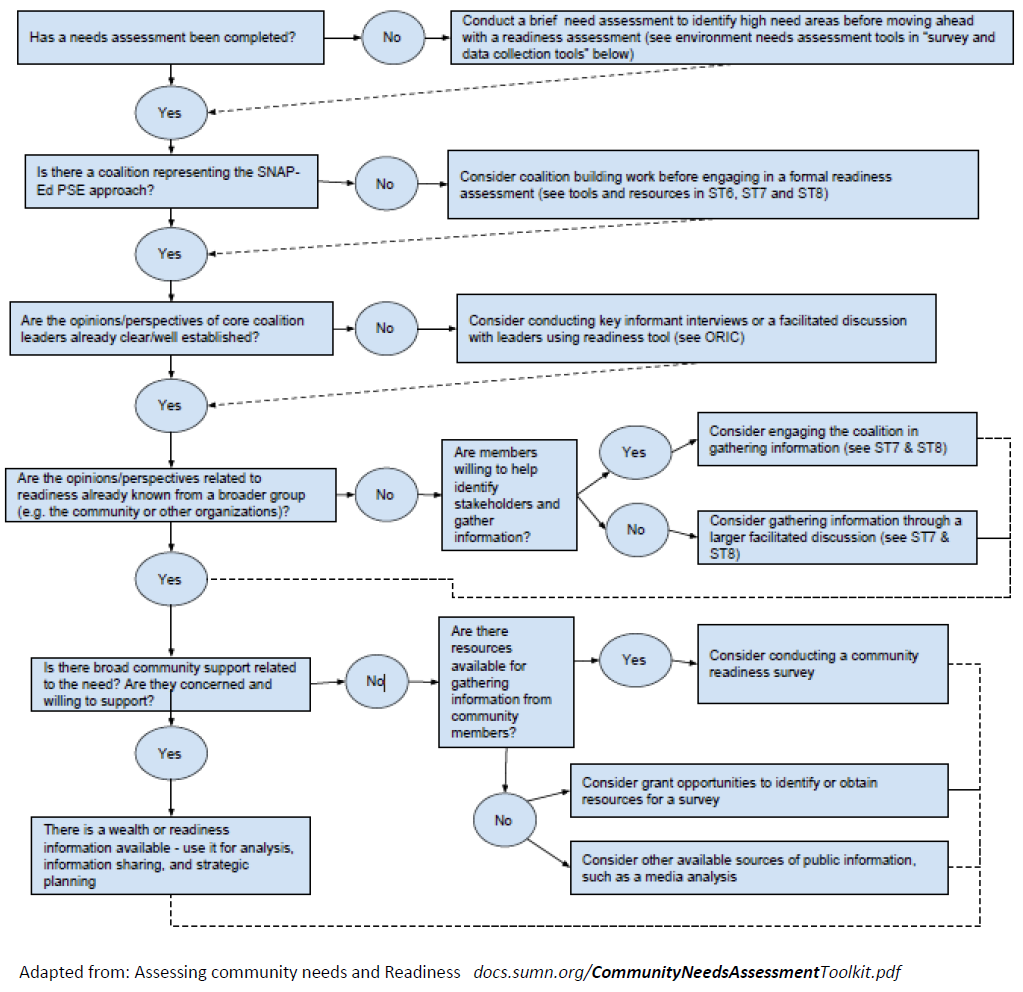 Has a needs assessment been completed?
No
Conduct a brief need assessment to identify high need areas before moving ahead
with a readiness assessment (see environment needs assessment tools in "survey and
data collection tools" below)
Yes
Is there a coalition representing the SNAP-
Ed PSE approach?
No
Consider coalition building work before engaging in a formal readiness
assessment (see tools and resources in ST6, ST7 and ST8)
Yes
Are the opinions/perspectives of core coalition
leaders already clear/well established?
No
Consider conducting key informant interviews or a facilitated discussion
with leaders using readiness tool (see ORIC)
Yes
Are the opinions/perspectives related to
readiness already known from a broader group
(e.g. the community or other organizations)?
No
Are members
willing to help
identify
stakeholders and
gather
information?
Yes
Consider engaging the coalition in
gathering information (see ST7 & ST8)
No
Consider gathering information through a
larger facilitated discussion (see ST7 &
ST8)
Yes
Is there broad community support related
to the need? Are they concerned and
willing to support?
No
Are there
resources
available for
gathering
information from
community
members?
Yes
Consider conducting a community
readiness survey
No
Consider grant opportunities to identify or obtain
resources for a survey
Consider other available sources of public information,
such as a media analysis
Yes
There is a wealth or readiness
information available - use it for analysis,
information sharing, and strategic
planning
Adapted from: Assessing community needs and Readiness docs.sumn.org/CommunityNeedsAssessmentToolkit.pdf